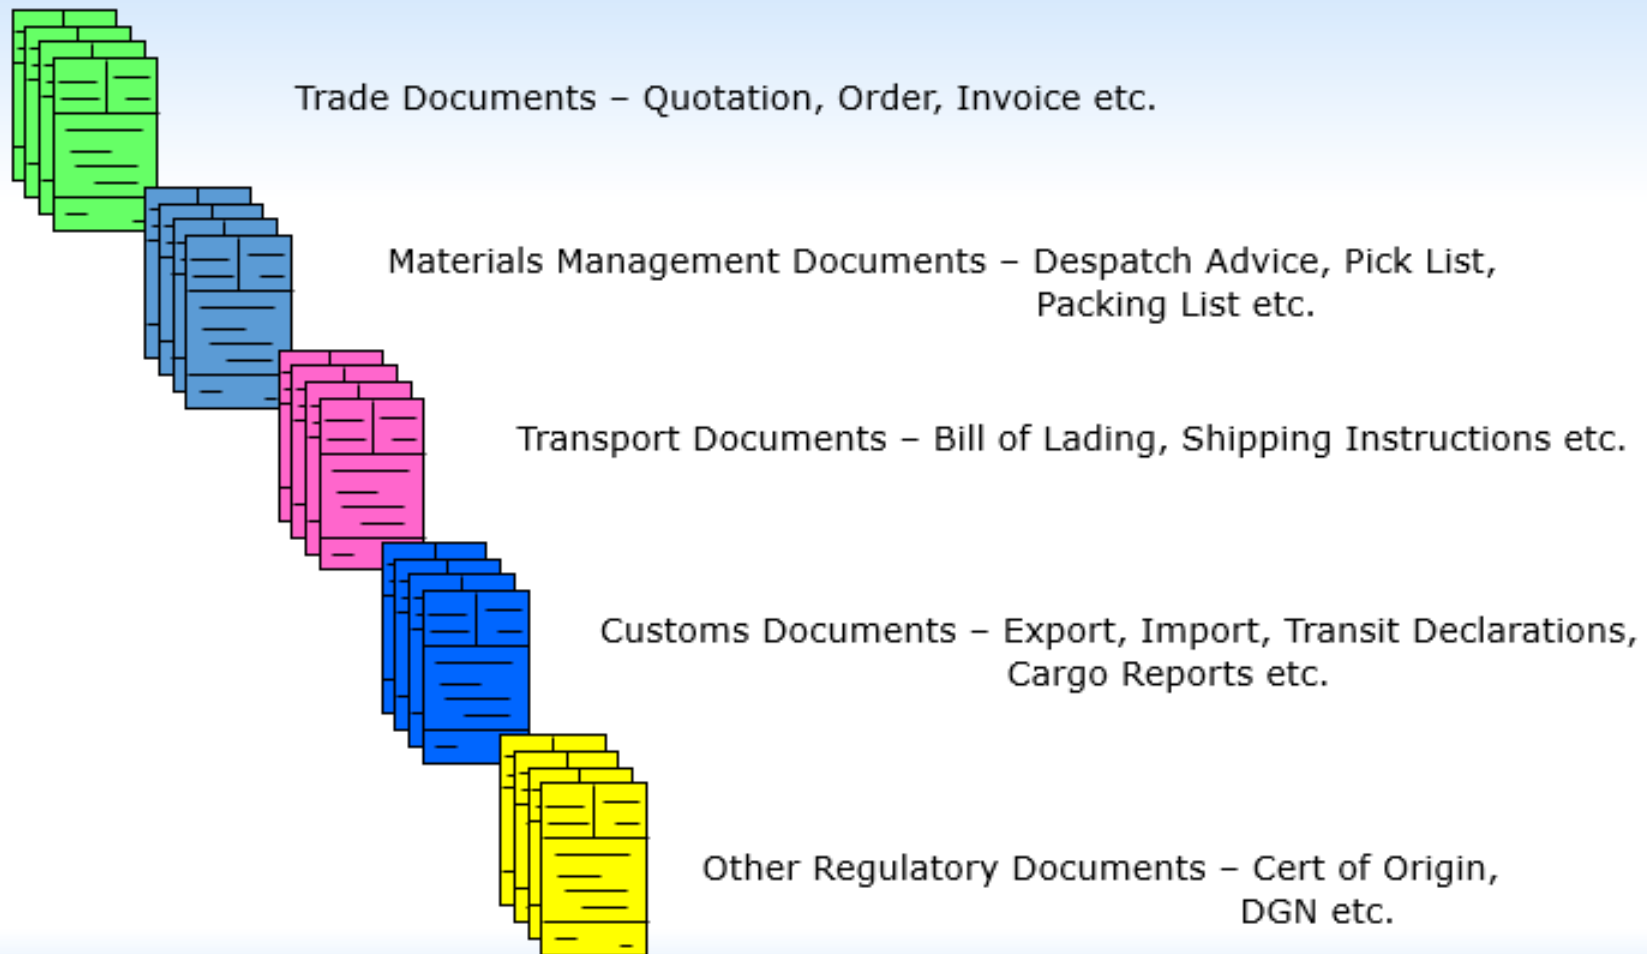 Trade Documents – Quotation, Order, Invoice etc.
Materials Management Documents – Despatch Advice, Pick List,
Packing List etc.
Transport Documents – Bill of Lading, Shipping Instructions etc.
Customs Documents – Export, Import, Transit Declarations,
Cargo Reports etc.
Other Regulatory Documents – Cert of Origin,
DGN etc.